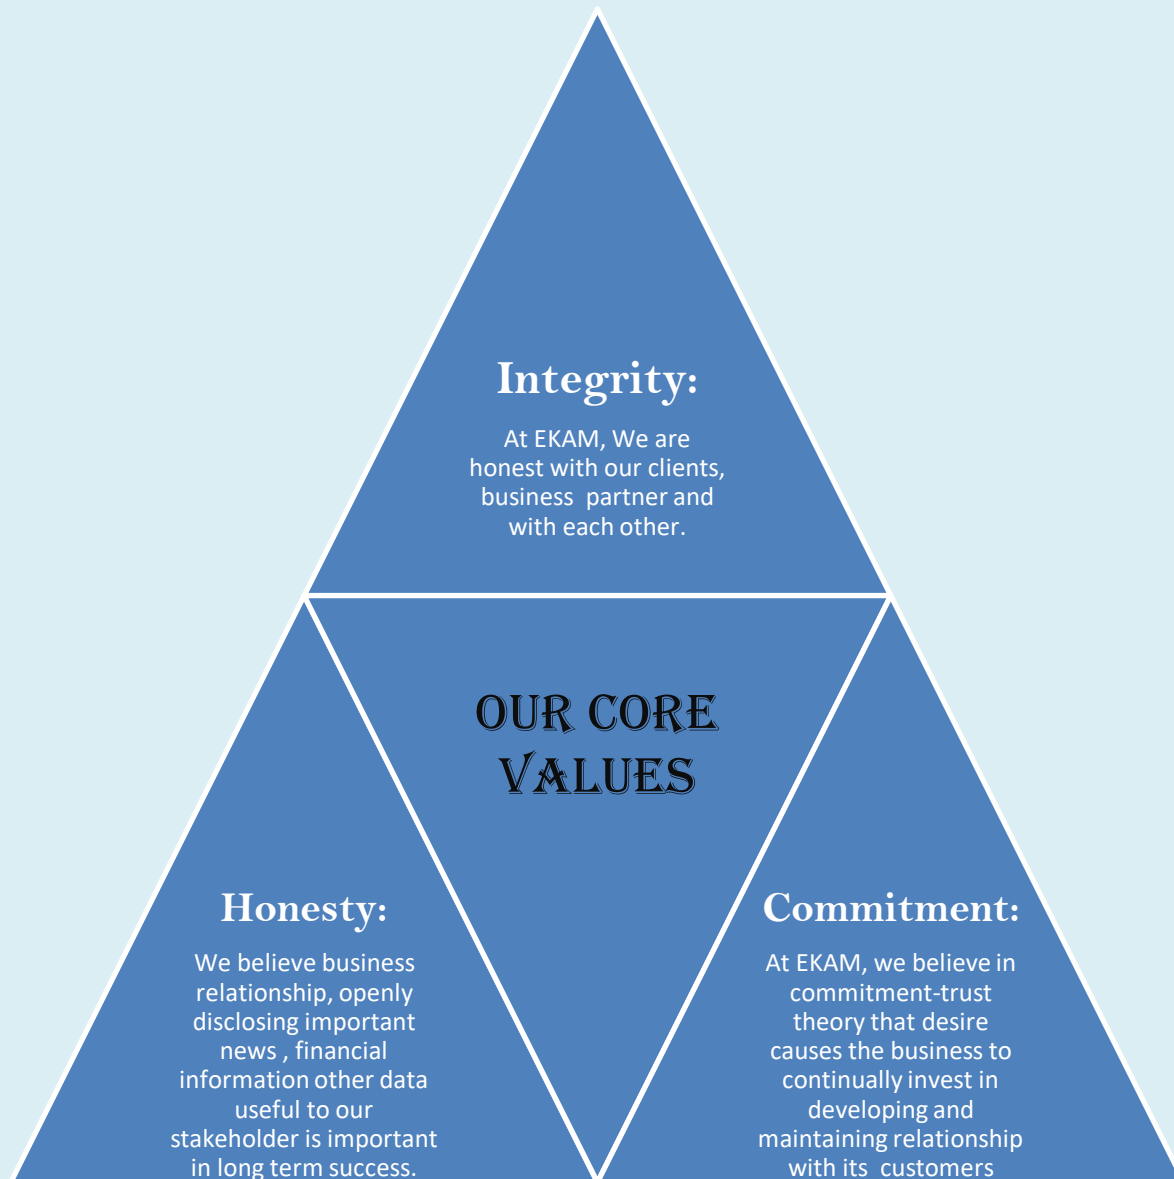 Integrity:
At EKAM, We are
honest with our clients,
business  partner and
with each other.
OUR CORE
VALUES
Honesty:
We believe business
relationship, openly
disclosing important
news , financial
information other data
useful to our
stakeholder is important
in long term success.
Commitment:
At EKAM, we believe in
commitment-trust
theory that desire
causes the business to
continually invest in
developing and
maintaining relationship
with its  customers